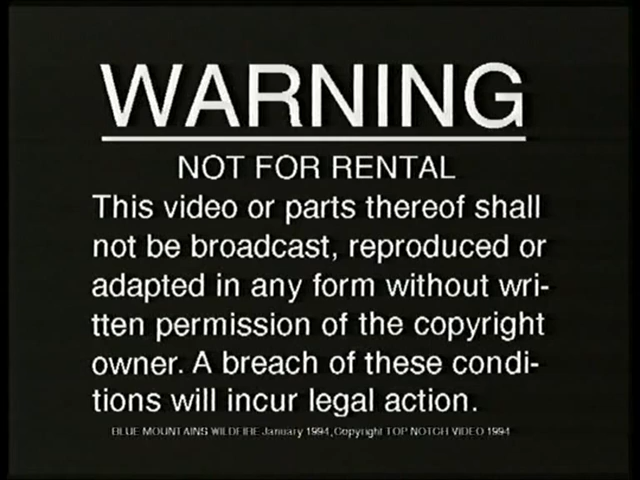 WARNING
NOT FOR RENTAL
This video or parts thereof shall
not be broadcast, reproduced or
adapted in any form without wri-
tten permission of the copyright
owner. A breach of these condi-
tions will incur legal action.
BLUE MOUNTAINS WILDFIRE January 1994, Copyright TOP NOTCH VIDEO 1994